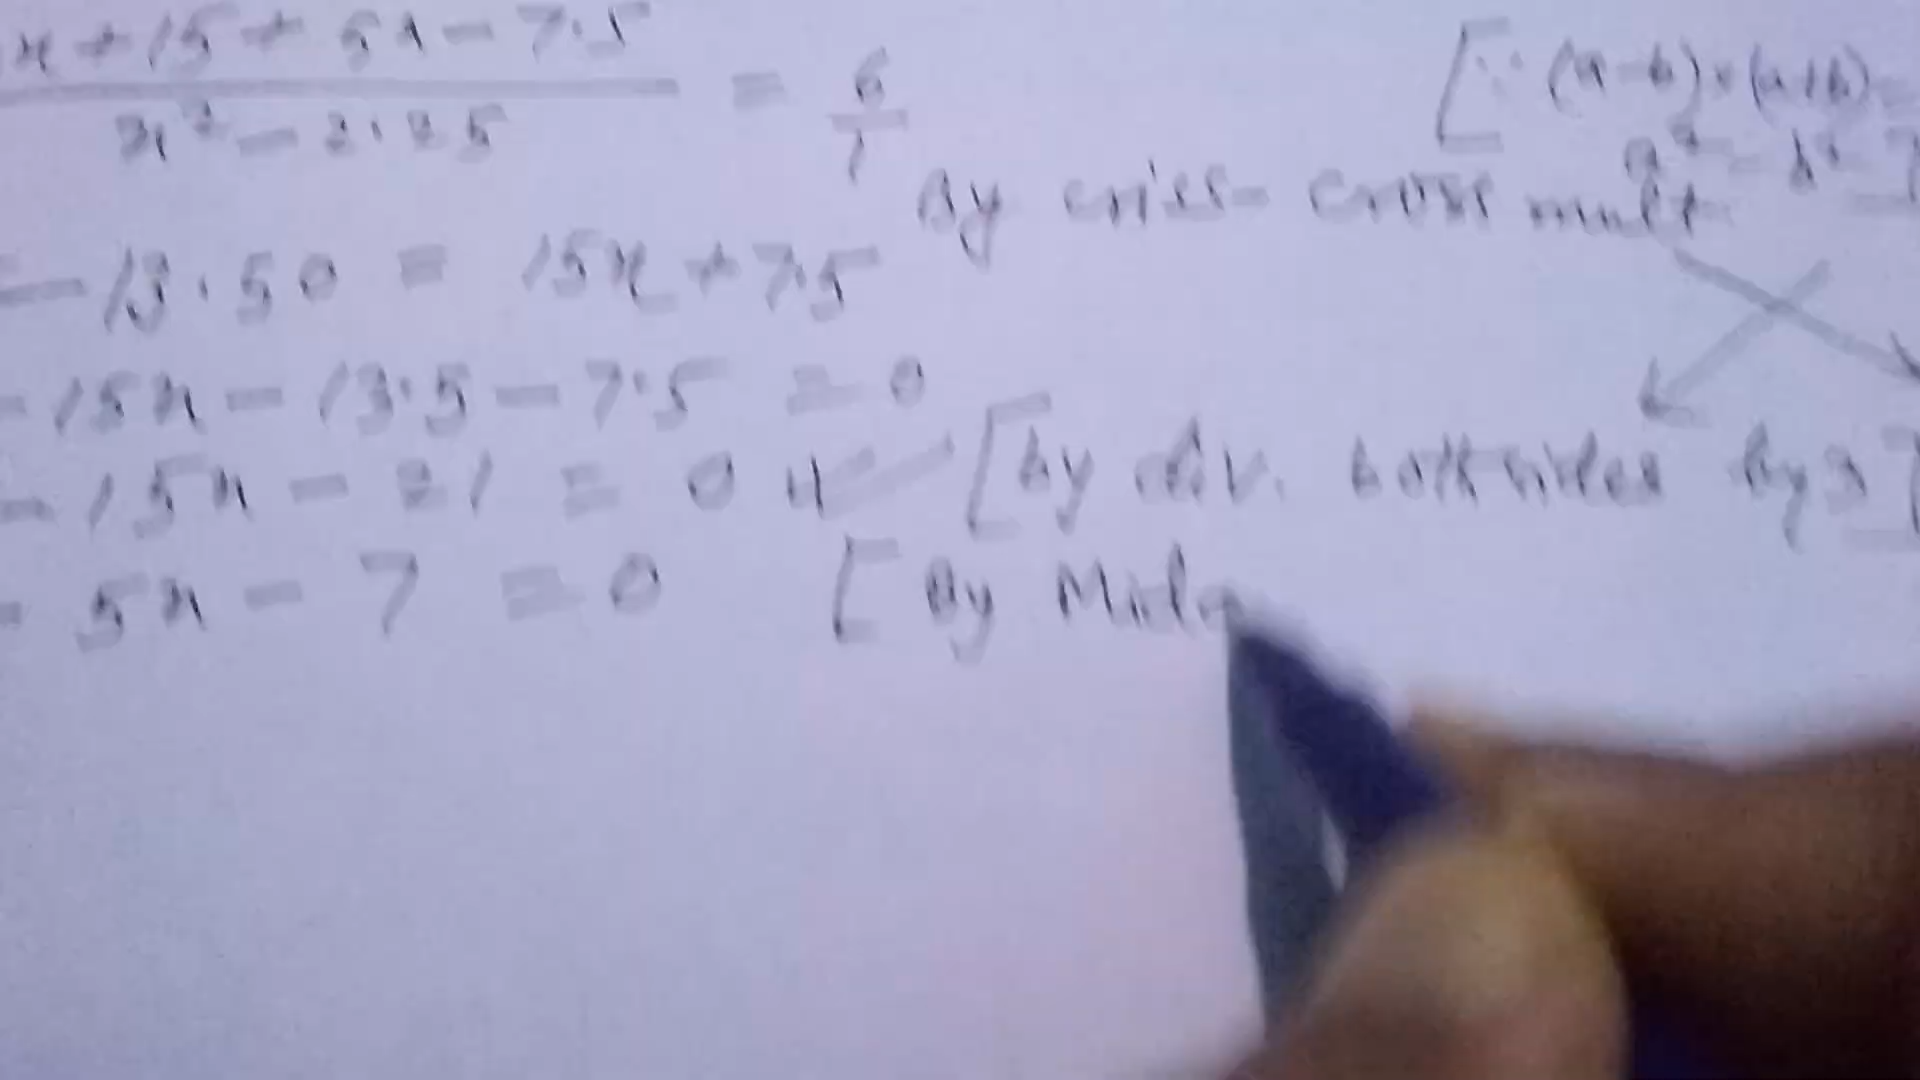 x + 15 + 5x - 7.5
x² - 2.25
= 6/1
[∵ (a-b)×(a+b)=
a² - b²]
By criss-cross mult
- 13.50 = 15x + 7.5
- 15x - 13.5 - 7.5 = 0
- 15x - 21 = 0 [by div. both sides by 3]
- 5x - 7 = 0 [By